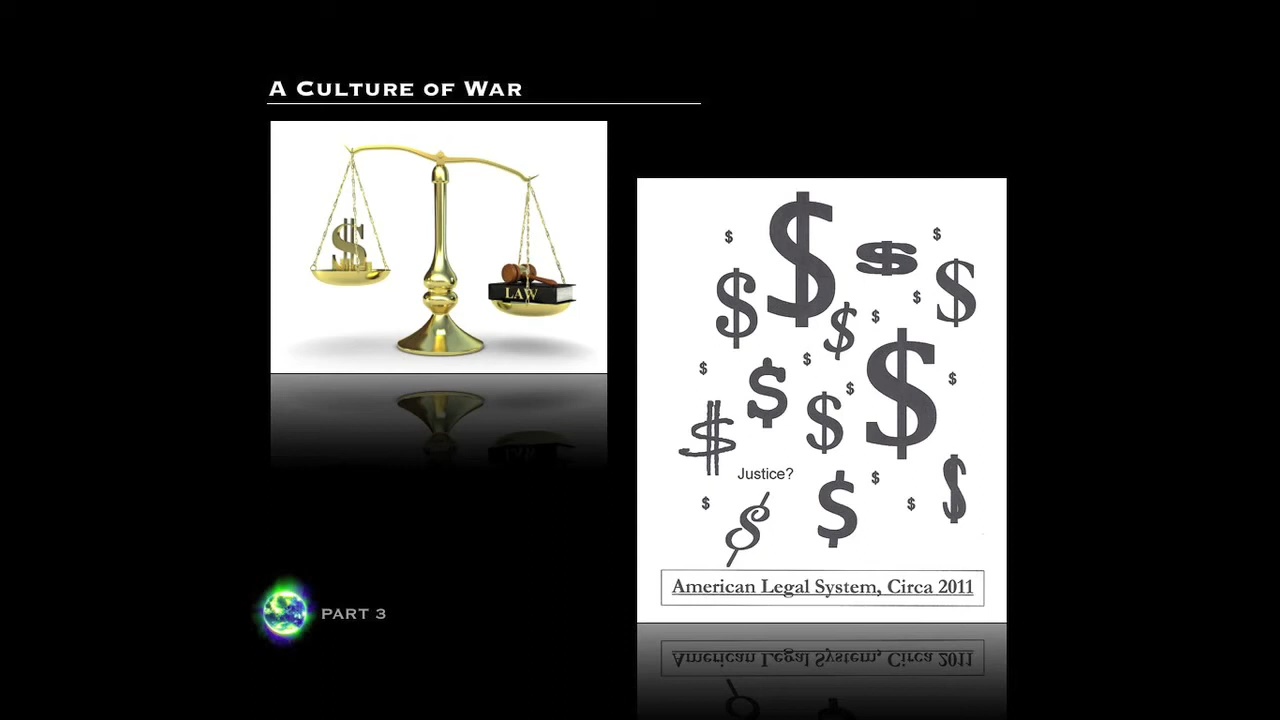 A CULTURE OF WAR
$
LAW
$
$ $ $
$ $ $
$ $ $
$ $ $
$ $ $
$ $ $
Justice? $
$ $ $ $
$
American Legal System, Circa 2011
PART 3